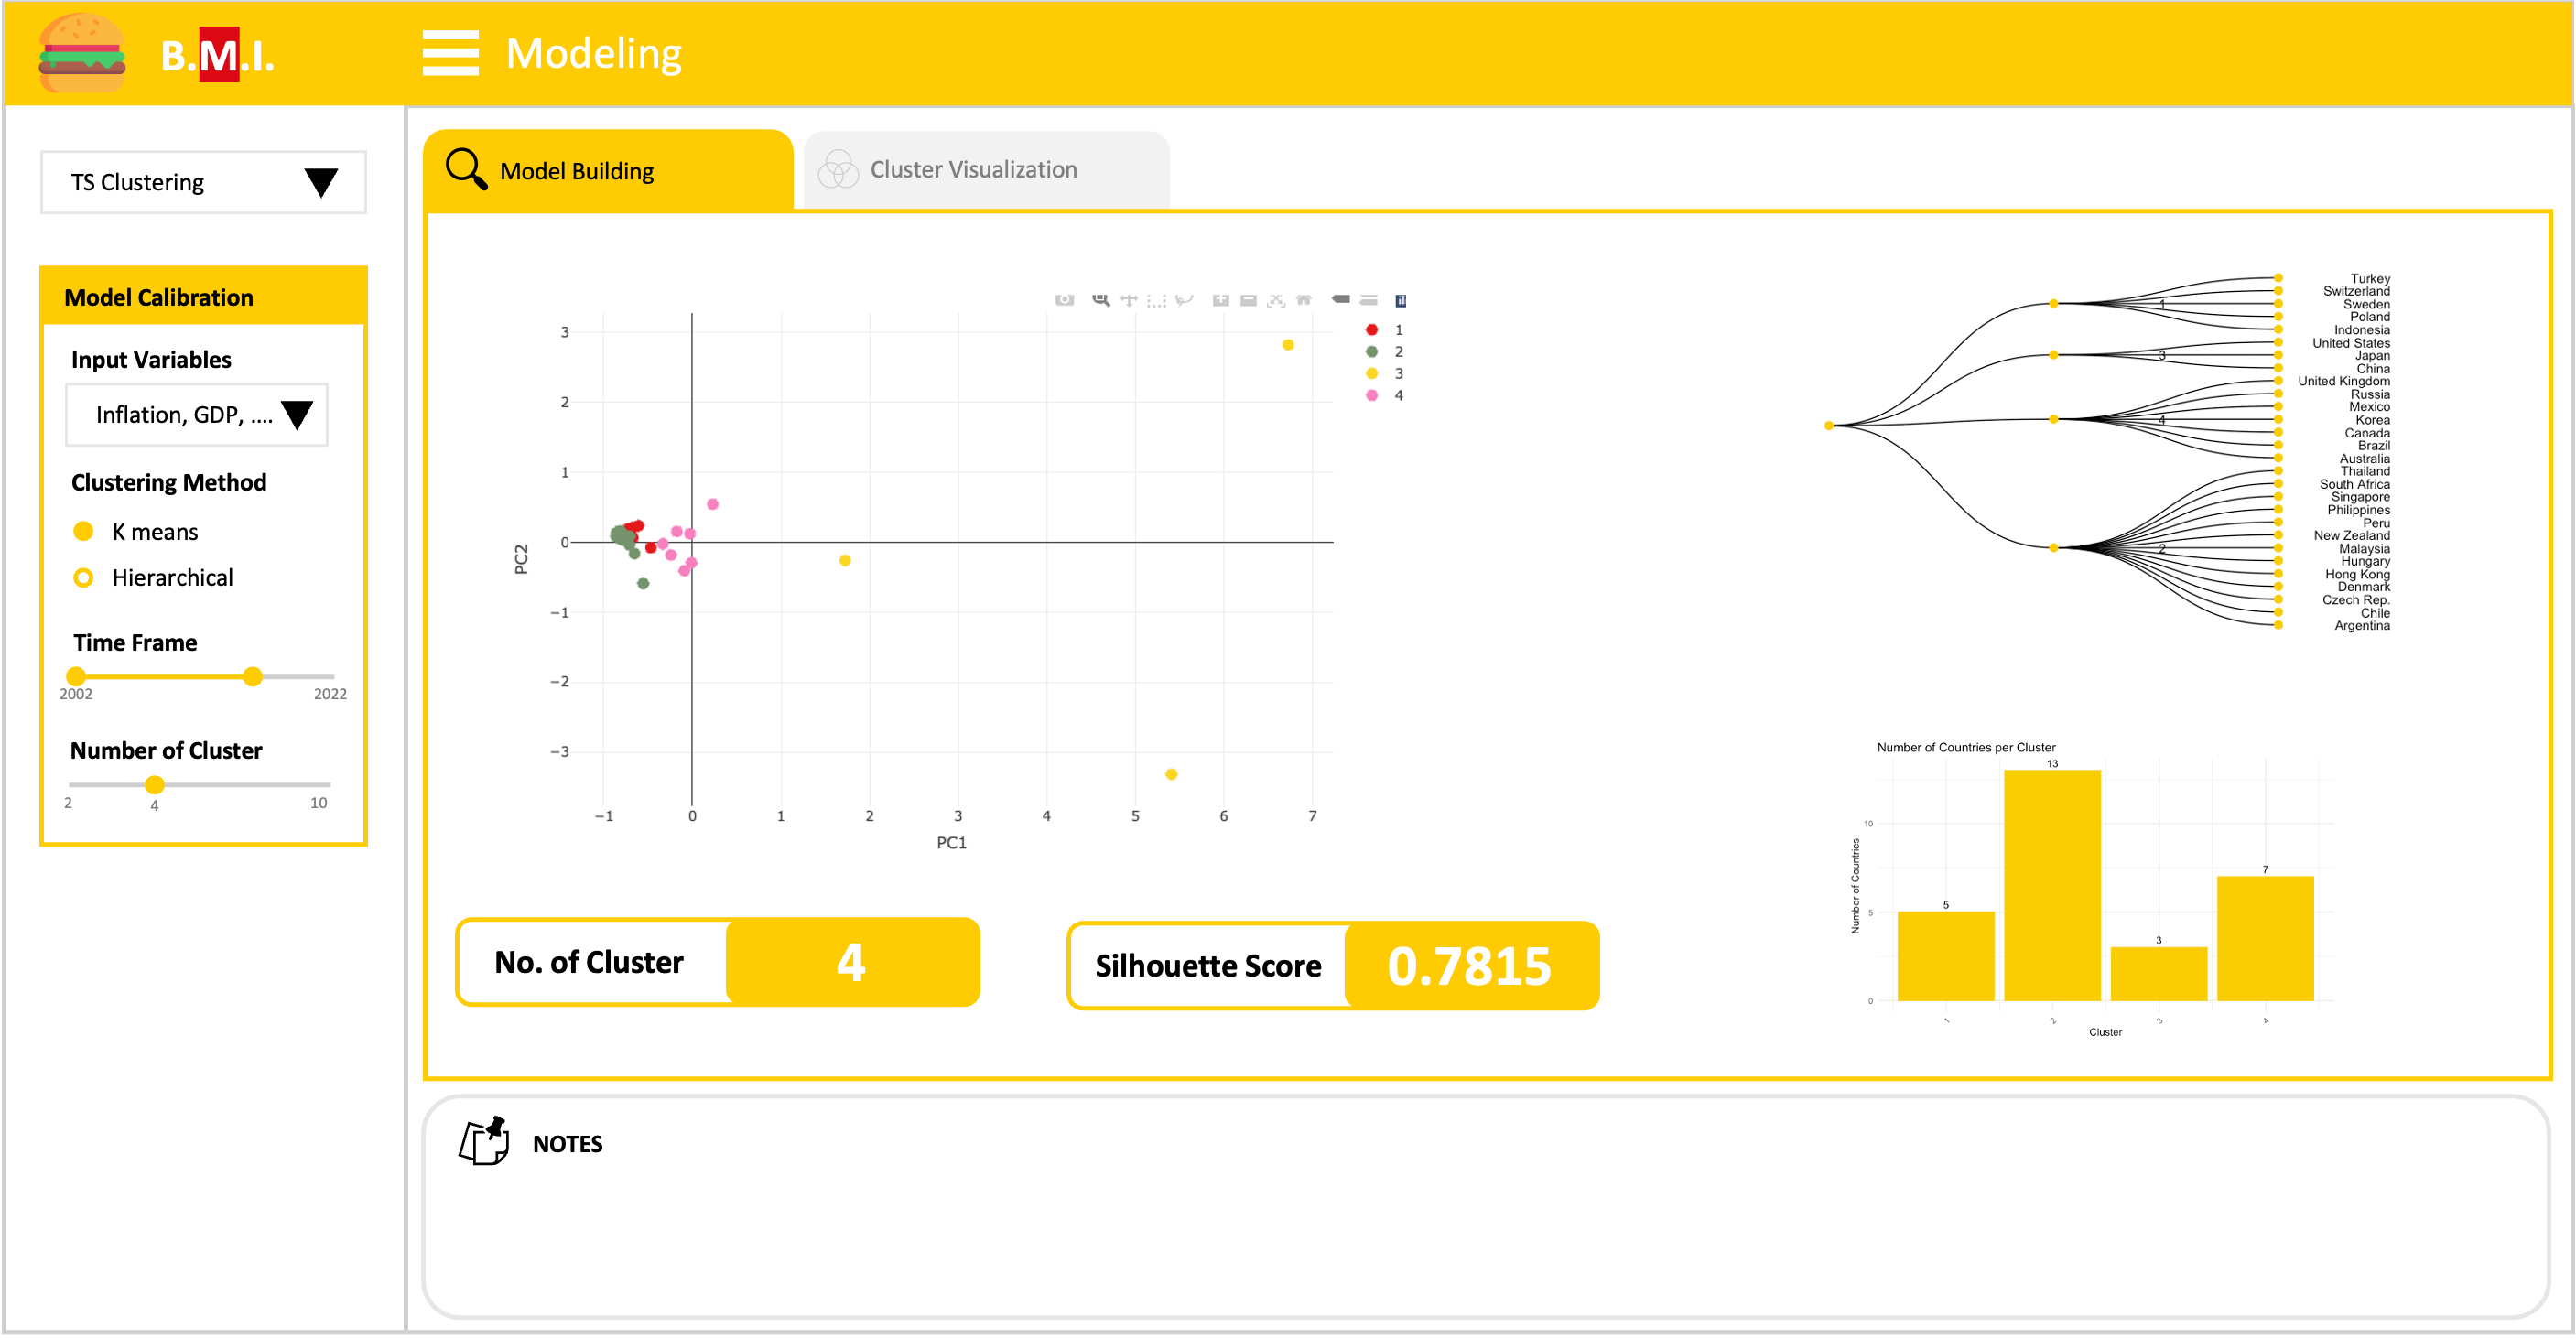 B.M.I.
Modeling
TS Clustering
Model Calibration
Input Variables
Inflation, GDP, ....
Clustering Method
K means
Hierarchical
Time Frame
2002
2022
Number of Cluster
2
4
10
Model Building
Cluster Visualization
3
2
1
0
−1
−2
−3
PC2
−1
0
1
2
3
4
5
6
7
PC1
1
2
3
4
No. of Cluster
4
Silhouette Score
0.7815
1
3
4
2
Turkey
Switzerland
Sweden
Poland
Indonesia
United States
Japan
China
United Kingdom
Russia
Mexico
Korea
Canada
Brazil
Australia
Thailand
South Africa
Singapore
Philippines
Peru
New Zealand
Malaysia
Hungary
Hong Kong
Denmark
Czech Rep.
Chile
Argentina
Number of Countries per Cluster
Number of Countries
10
5
0
5
13
3
7
1
2
3
4
Cluster
NOTES